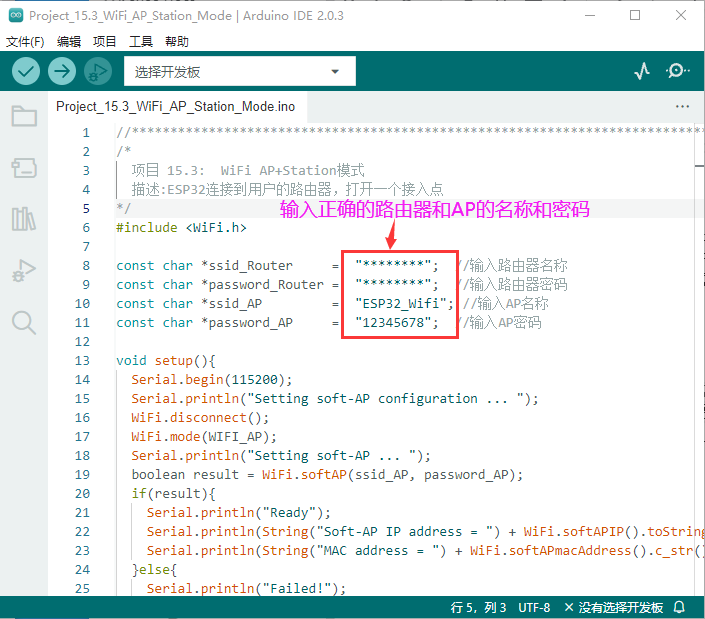 Project_15.3_WiFi_AP_Station_Mode | Arduino IDE 2.0.3
文件(F) 编辑 项目 工具 帮助
选择开发板
Project_15.3_WiFi_AP_Station_Mode.ino
1 //**************************************************************************
2 /*
3 项目 15.3: WiFi AP+Station模式
4 描述:ESP32连接到用户的路由器，打开一个接入点
5 */
输入正确的路由器和AP的名称和密码
6 #include <WiFi.h>
7
8 const char *ssid_Router = "********"; //输入路由器名称
9 const char *password_Router = "********"; //输入路由器密码
10 const char *ssid_AP = "ESP32_Wifi"; //输入AP名称
11 const char *password_AP = "12345678"; //输入AP密码
12
13 void setup(){
14 Serial.begin(115200);
15 Serial.println("Setting soft-AP configuration ... ");
16 WiFi.disconnect();
17 WiFi.mode(WIFI_AP);
18 Serial.println("Setting soft-AP ... ");
19 boolean result = WiFi.softAP(ssid_AP, password_AP);
20 if(result){
21 Serial.println("Ready");
22 Serial.println(String("Soft-AP IP address = ") + WiFi.softAPIP().toString
23 Serial.println(String("MAC address = ") + WiFi.softAPmacAddress().c_str()
24 }else{
25 Serial.println("Failed!");
行 5，列 3 UTF-8 × 没有选择开发板